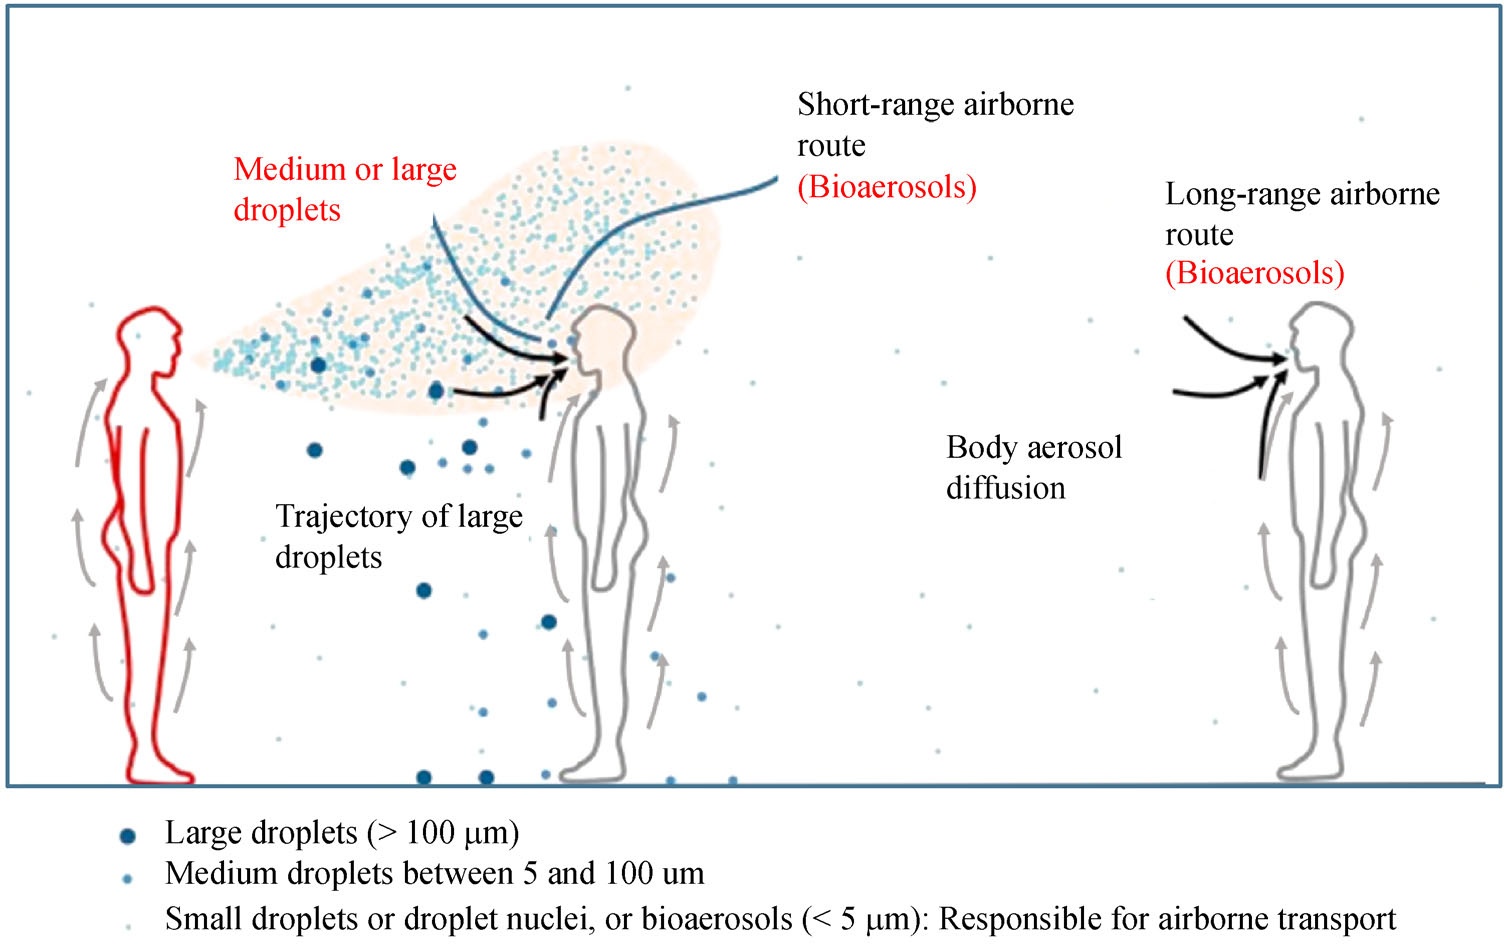 Short-range airborne
route
(Bioaerosols)
Medium or large
droplets
Long-range airborne
route
(Bioaerosols)
Body aerosol
diffusion
Trajectory of large
droplets
Large droplets (> 100 μm)
Medium droplets between 5 and 100 um
Small droplets or droplet nuclei, or bioaerosols (< 5 μm): Responsible for airborne transport